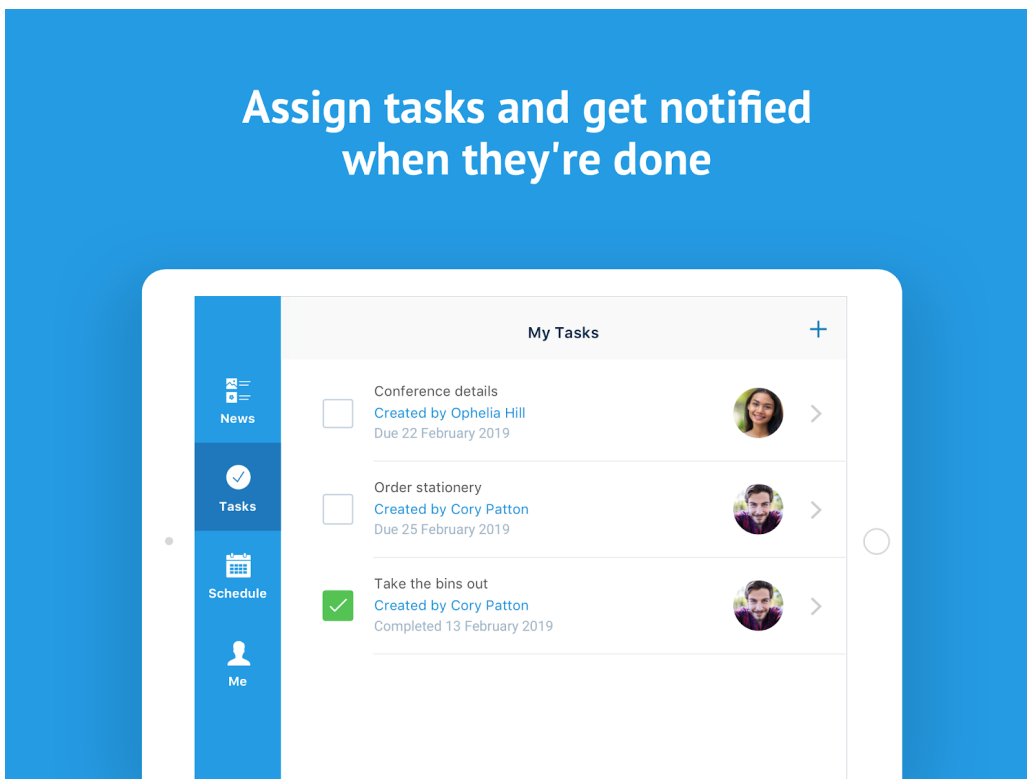 Assign tasks and get notified
when they're done
My Tasks
News
Tasks
Schedule
Me
Conference details
Created by Ophelia Hill
Due 22 February 2019
Order stationery
Created by Cory Patton
Due 25 February 2019
Take the bins out
Created by Cory Patton
Completed 13 February 2019